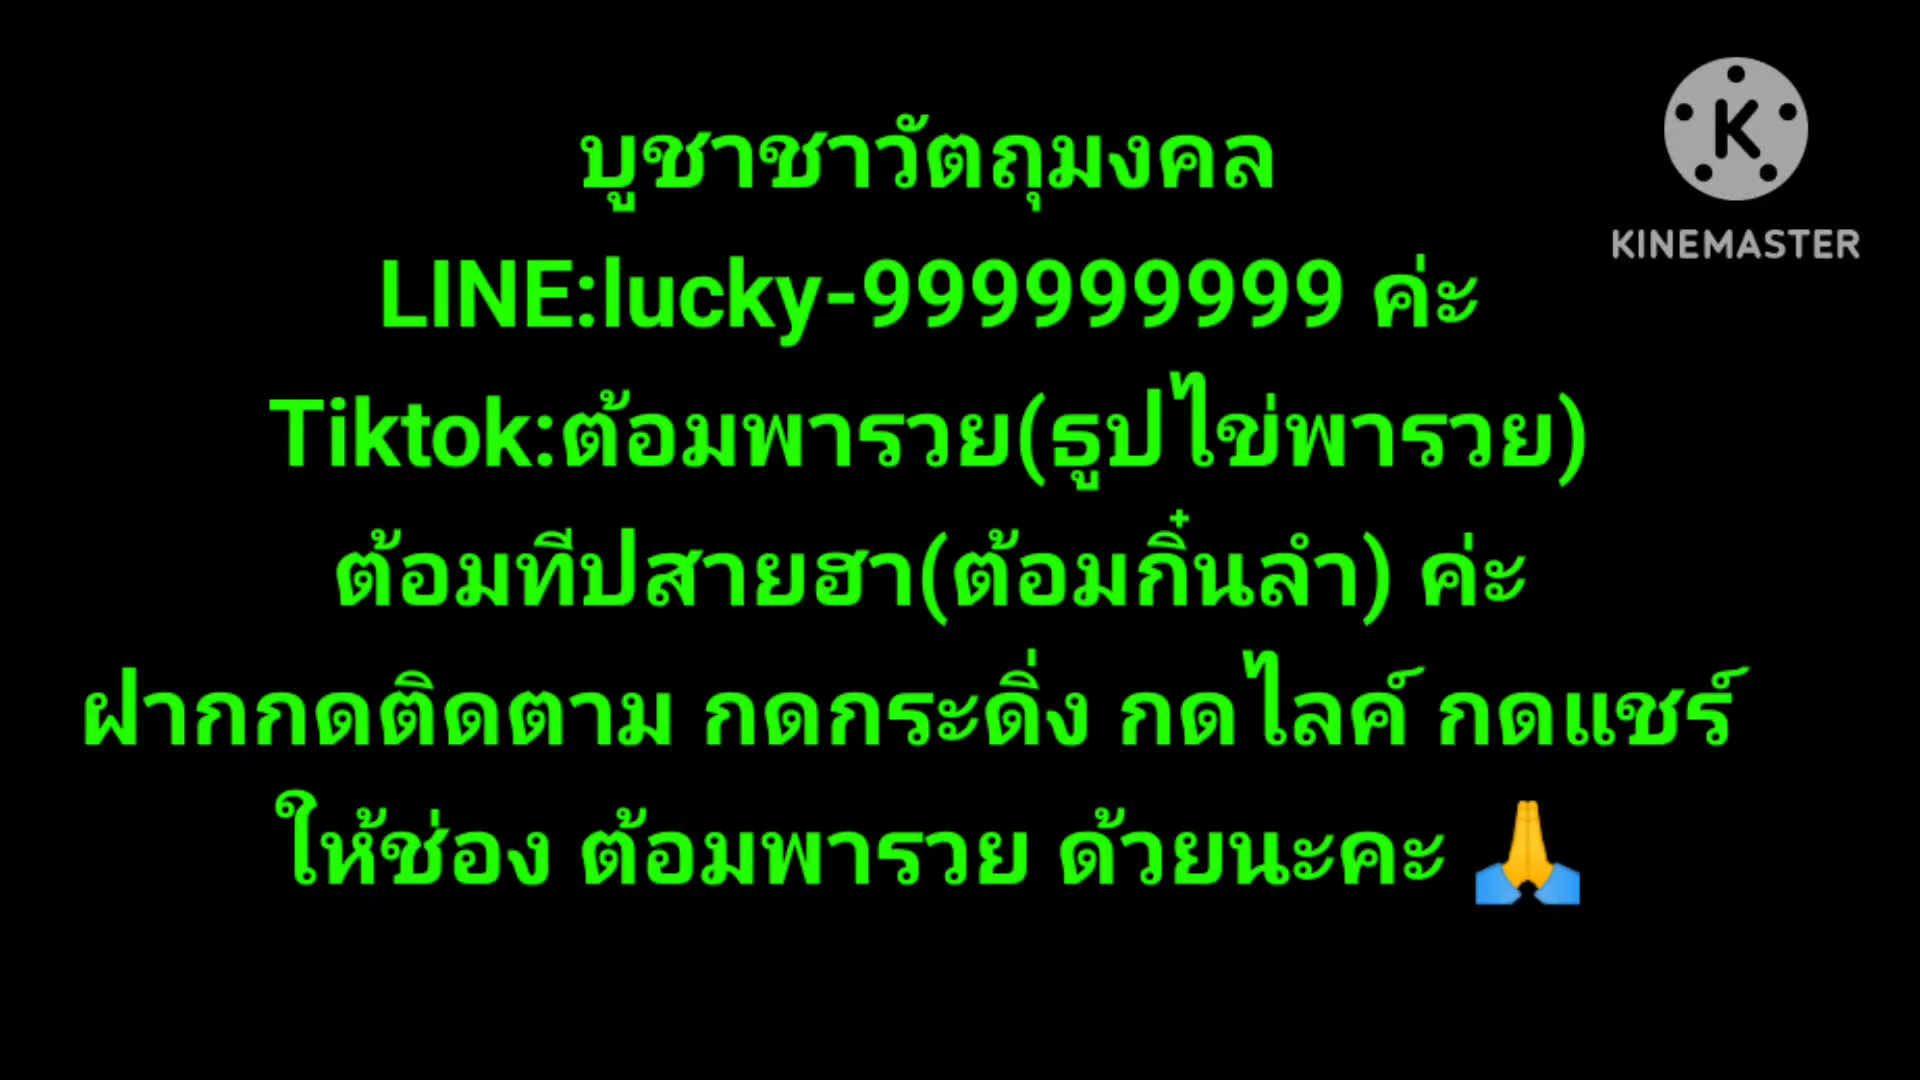 บูชาชาวัตถุมงคล
LINE:lucky-999999999 ค่ะ
Tiktok:ต้อมพารวย(ธูปไข่พารวย)
ต้อมทีปสายฮา(ต้อมกิ๋นลำ) ค่ะ
ฝากกดติดตาม กดกระดิ่ง กดไลค์ กดแชร์
ให้ช่อง ต้อมพารวย ด้วยนะคะ 🙏
K
KINEMASTER